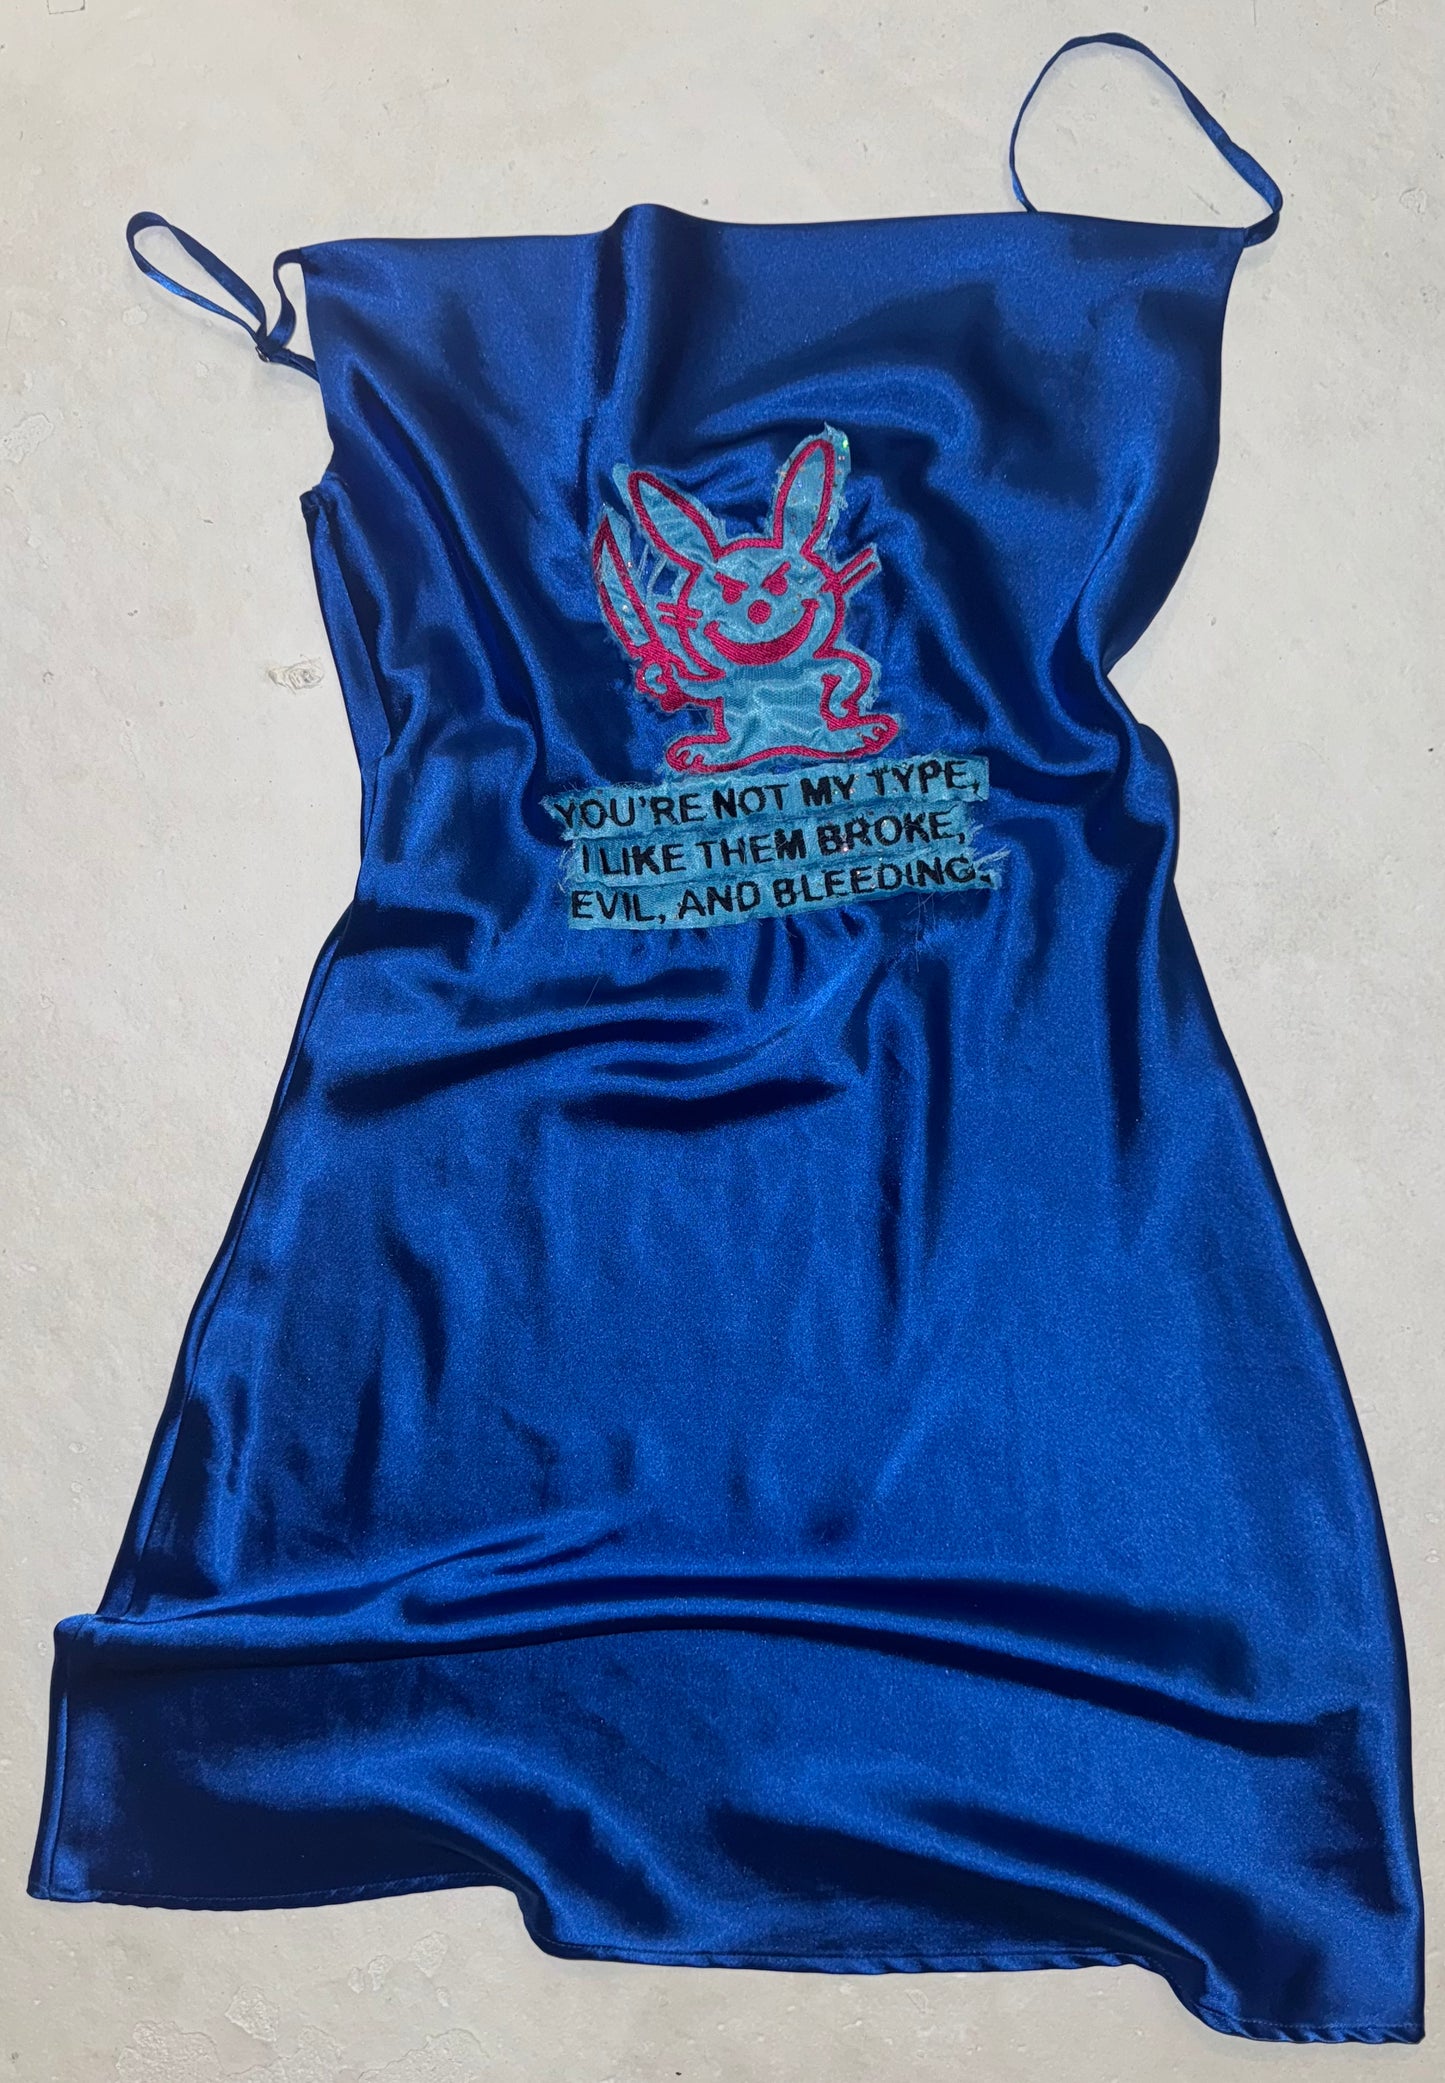 YOU'RE NOT MY TYPE,
I LIKE THEM BROKE,
EVIL, AND BLEEDING.